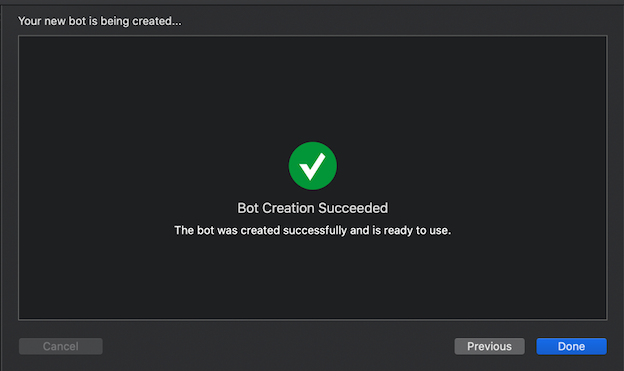 Your new bot is being created...
Bot Creation Succeeded
The bot was created successfully and is ready to use.
Cancel
Previous
Done